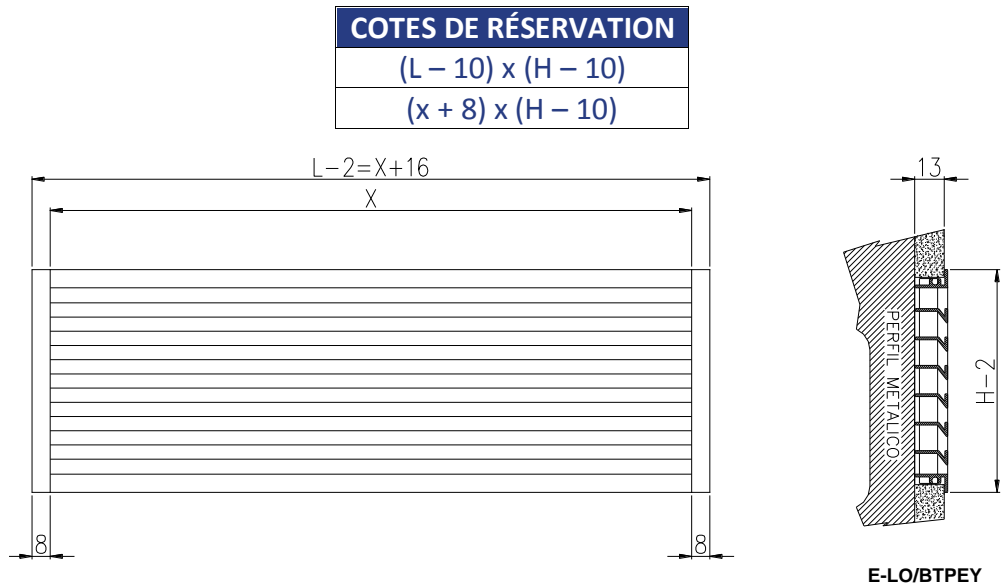 COTES DE RÉSERVATION
(L – 10) x (H – 10)
(x + 8) x (H – 10)
L-2=X+16
X
8
8
13
PERFIL METALICO
H-2
E-LO/BTPEY